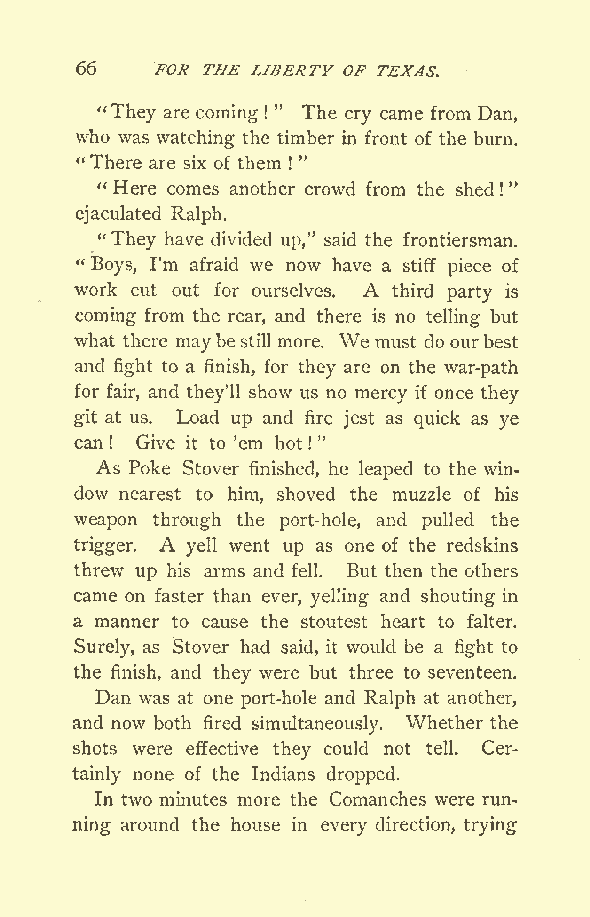 66 FOR THE LIBERTY OF TEXAS.
"They are coming!" The cry came from Dan,
who was watching the timber in front of the burn.
"There are six of them!"
"Here comes another crowd from the shed!"
ejaculated Ralph.
"They have divided up," said the frontiersman.
"Boys, I'm afraid we now have a stiff piece of
work cut out for ourselves. A third party is
coming from the rear, and there is no telling but
what there may be still more. We must do our best
and fight to a finish, for they are on the war-path
for fair, and they'll show us no mercy if once they
git at us. Load up and fire jest as quick as ye
can! Give it to 'em hot!"
As Poke Stover finished, he leaped to the win-
dow nearest to him, shoved the muzzle of his
weapon through the port-hole, and pulled the
trigger. A yell went up as one of the redskins
threw up his arms and fell. But then the others
came on faster than ever, yelling and shouting in
a manner to cause the stoutest heart to falter.
Surely, as Stover had said, it would be a fight to
the finish, and they were but three to seventeen.
Dan was at one port-hole and Ralph at another,
and now both fired simultaneously. Whether the
shots were effective they could not tell. Cer-
tainly none of the Indians dropped.
In two minutes more the Comanches were run-
ning around the house in every direction, trying